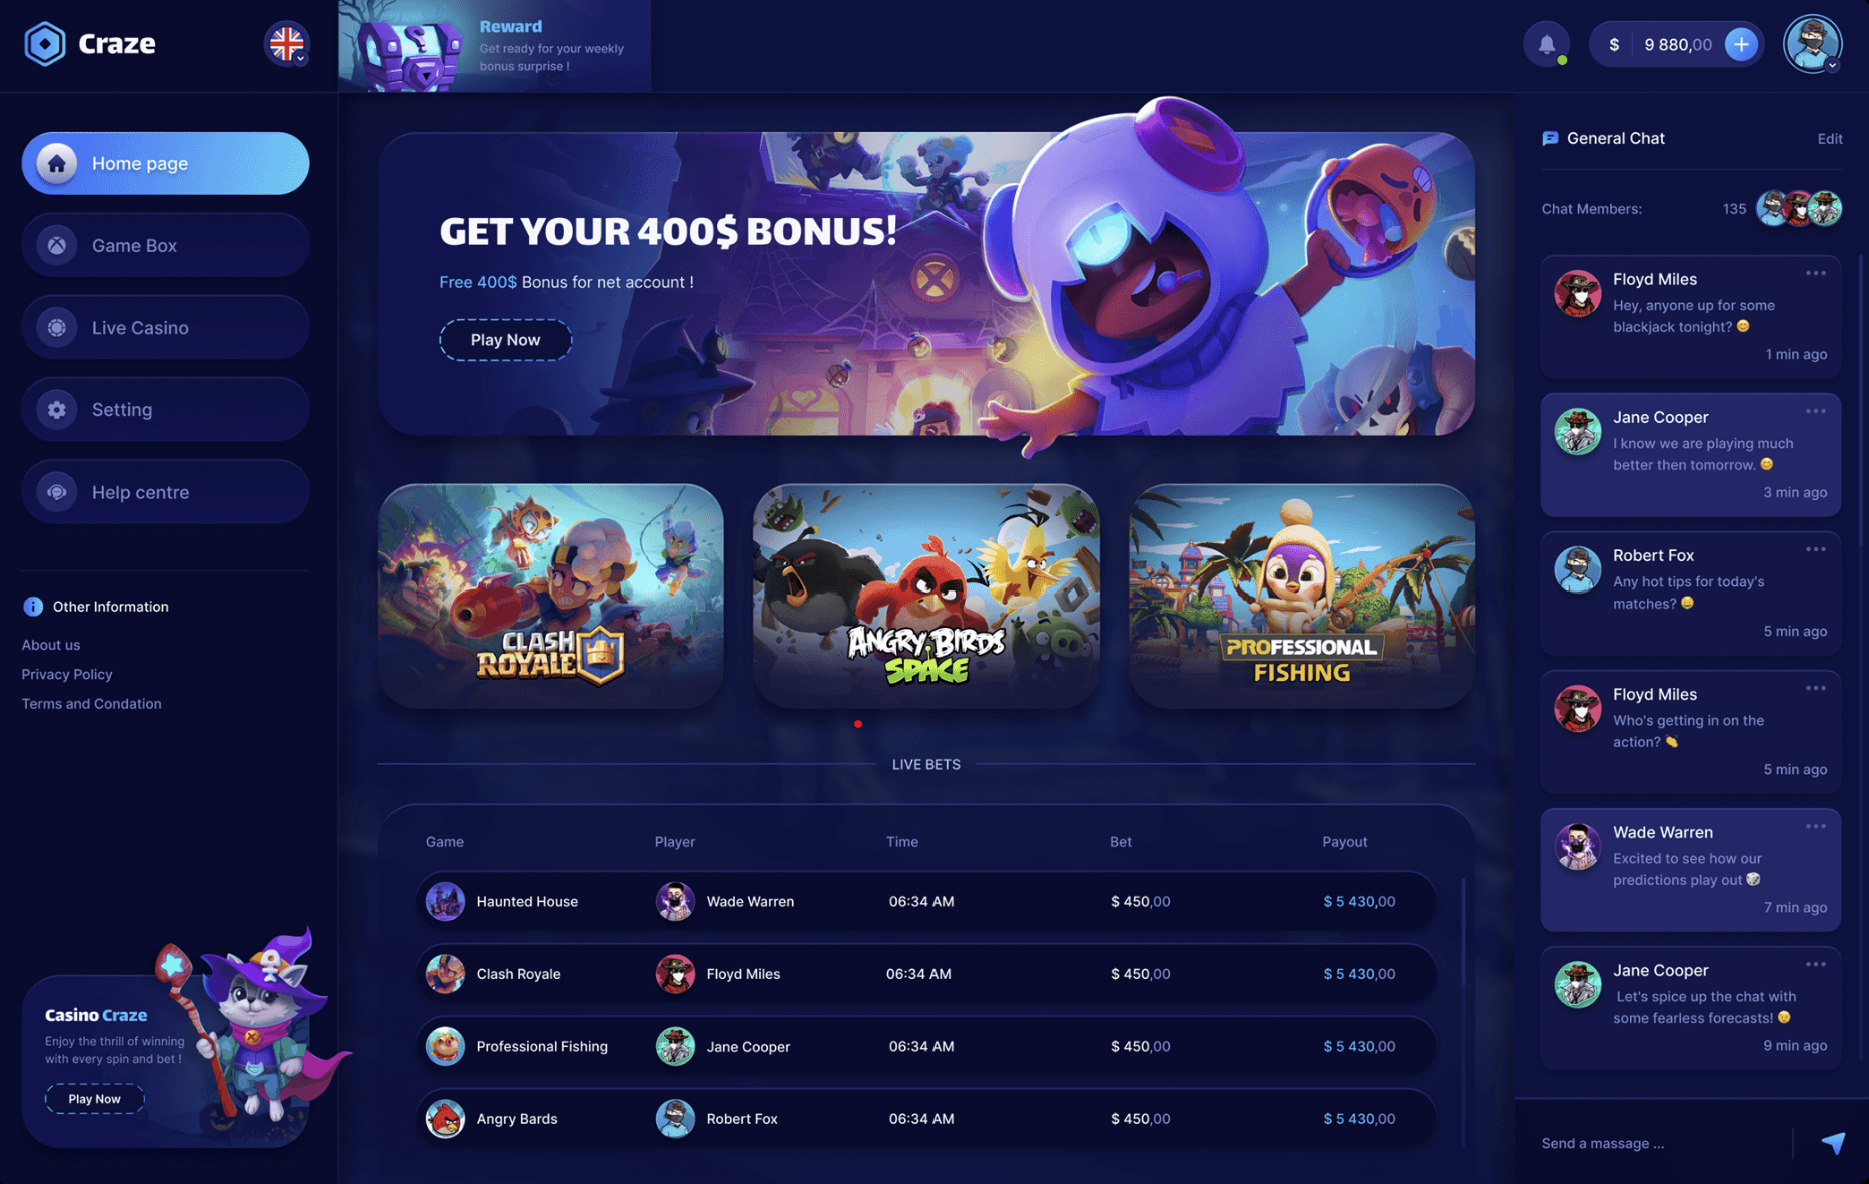 Craze
Reward
Get ready for your weekly
bonus surprise !
$ 9 880,00
Home page
Game Box
Live Casino
Setting
Help centre
Other Information
About us
Privacy Policy
Terms and Condation
Casino Craze
Enjoy the thrill of winning
with every spin and bet !
Play Now
GET YOUR 400$ BONUS!
Free 400$ Bonus for net account !
Play Now
CLASH
ROYALE
ANGRY BIRDS
SPACE
PROFESSIONAL
FISHING
LIVE BETS
Game Player Time Bet Payout
Haunted House Wade Warren 06:34 AM $ 450,00 $ 5 430,00
Clash Royale Floyd Miles 06:34 AM $ 450,00 $ 5 430,00
Professional Fishing Jane Cooper 06:34 AM $ 450,00 $ 5 430,00
Angry Bards Robert Fox 06:34 AM $ 450,00 $ 5 430,00
General Chat Edit
Chat Members: 135
Floyd Miles
Hey, anyone up for some
blackjack tonight? 😊
1 min ago
Jane Cooper
I know we are playing much
better then tomorrow. 😊
3 min ago
Robert Fox
Any hot tips for today's
matches? 😄
5 min ago
Floyd Miles
Who's getting in on the
action? 👏
5 min ago
Wade Warren
Excited to see how our
predictions play out 🎲
7 min ago
Jane Cooper
Let's spice up the chat with
some fearless forecasts! 😉
9 min ago
Send a massage ...